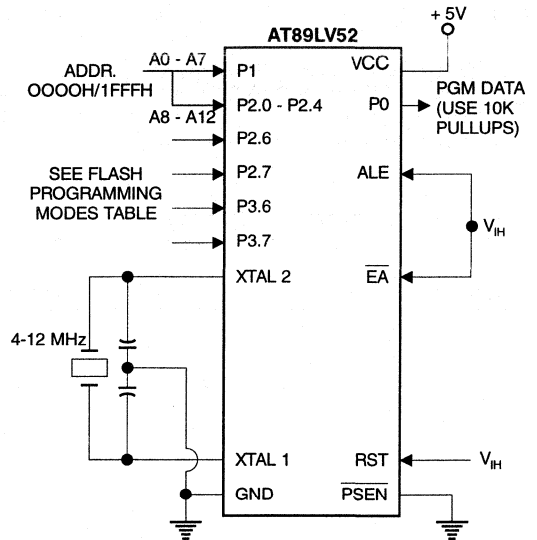 + 5V
AT89LV52
A0 - A7
ADDR.
OOOOH/1FFFH
A8 - A12
P1
VCC
P2.0 - P2.4
P0
PGM DATA
(USE 10K
PULLUPS)
P2.6
SEE FLASH
PROGRAMMING
MODES TABLE
P2.7
ALE
P3.6
VIH
P3.7
XTAL 2
EA
4-12 MHz
XTAL 1
RST
VIH
GND
PSEN